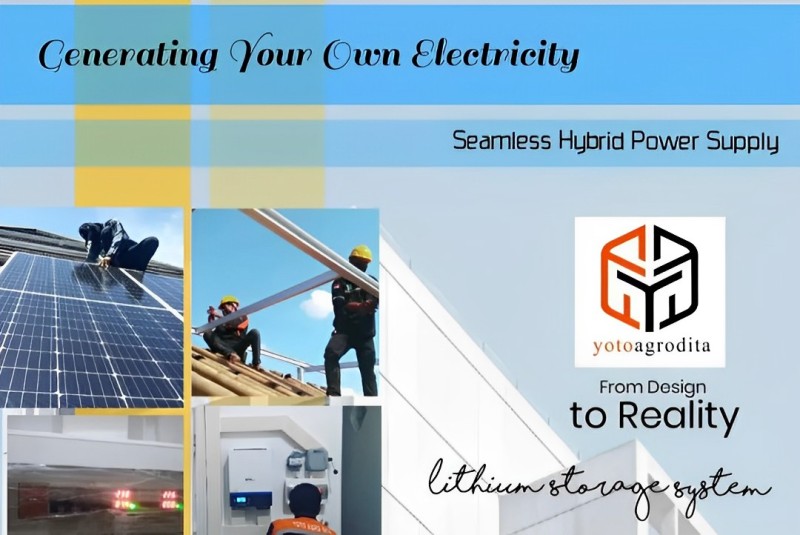 Generating Your Own Electricity
Seamless Hybrid Power Supply
yotoagrodita
From Design
to Reality
lithium storage system